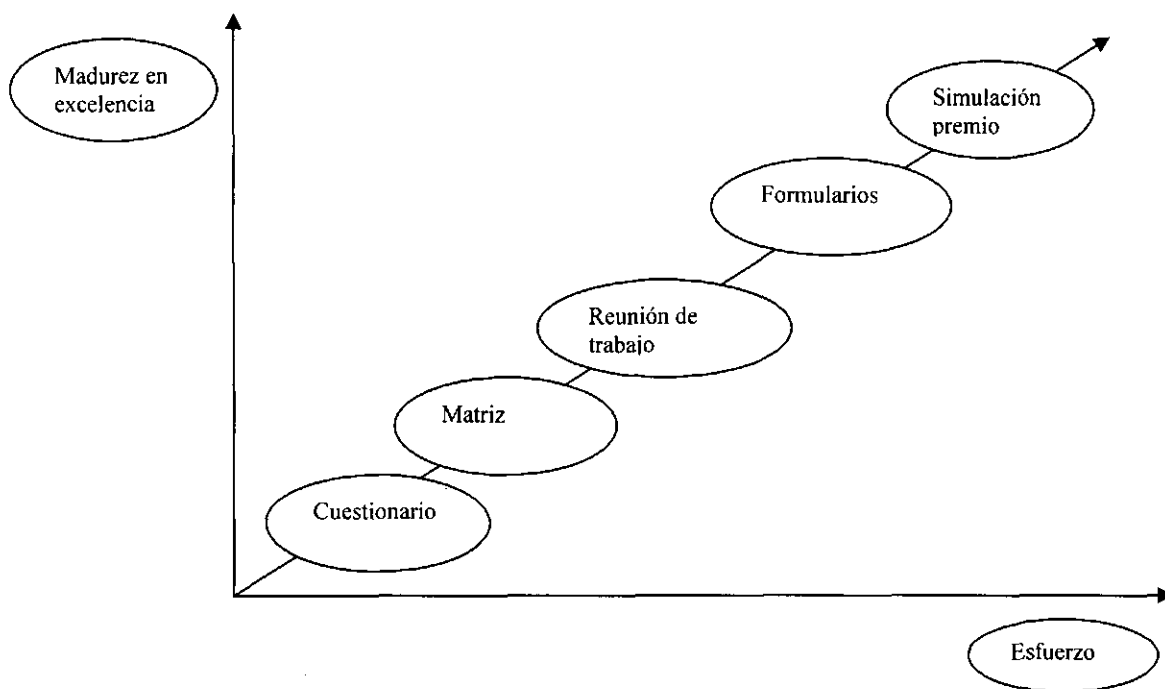 Madurez en
excelencia
Simulación
premio
Formularios
Reunión de
trabajo
Matriz
Cuestionario
Esfuerzo